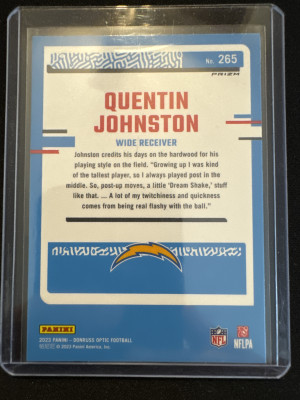 No. 265
PRIZM
QUENTIN
JOHNSTON
WIDE RECEIVER
Johnston credits his days on the hardwood for his
playing style on the field. "Growing up I was kind
of the tallest player, so I always played post in the
middle. So, post-up moves, a little 'Dream Shake,' stuff
like that. ... A lot of my twitchiness and quickness
comes from being real flashy with the ball."
PANINI
2023 PANINI - DONRUSS OPTIC FOOTBALL
© 2023 Panini America, Inc.
NFL
NFLPA